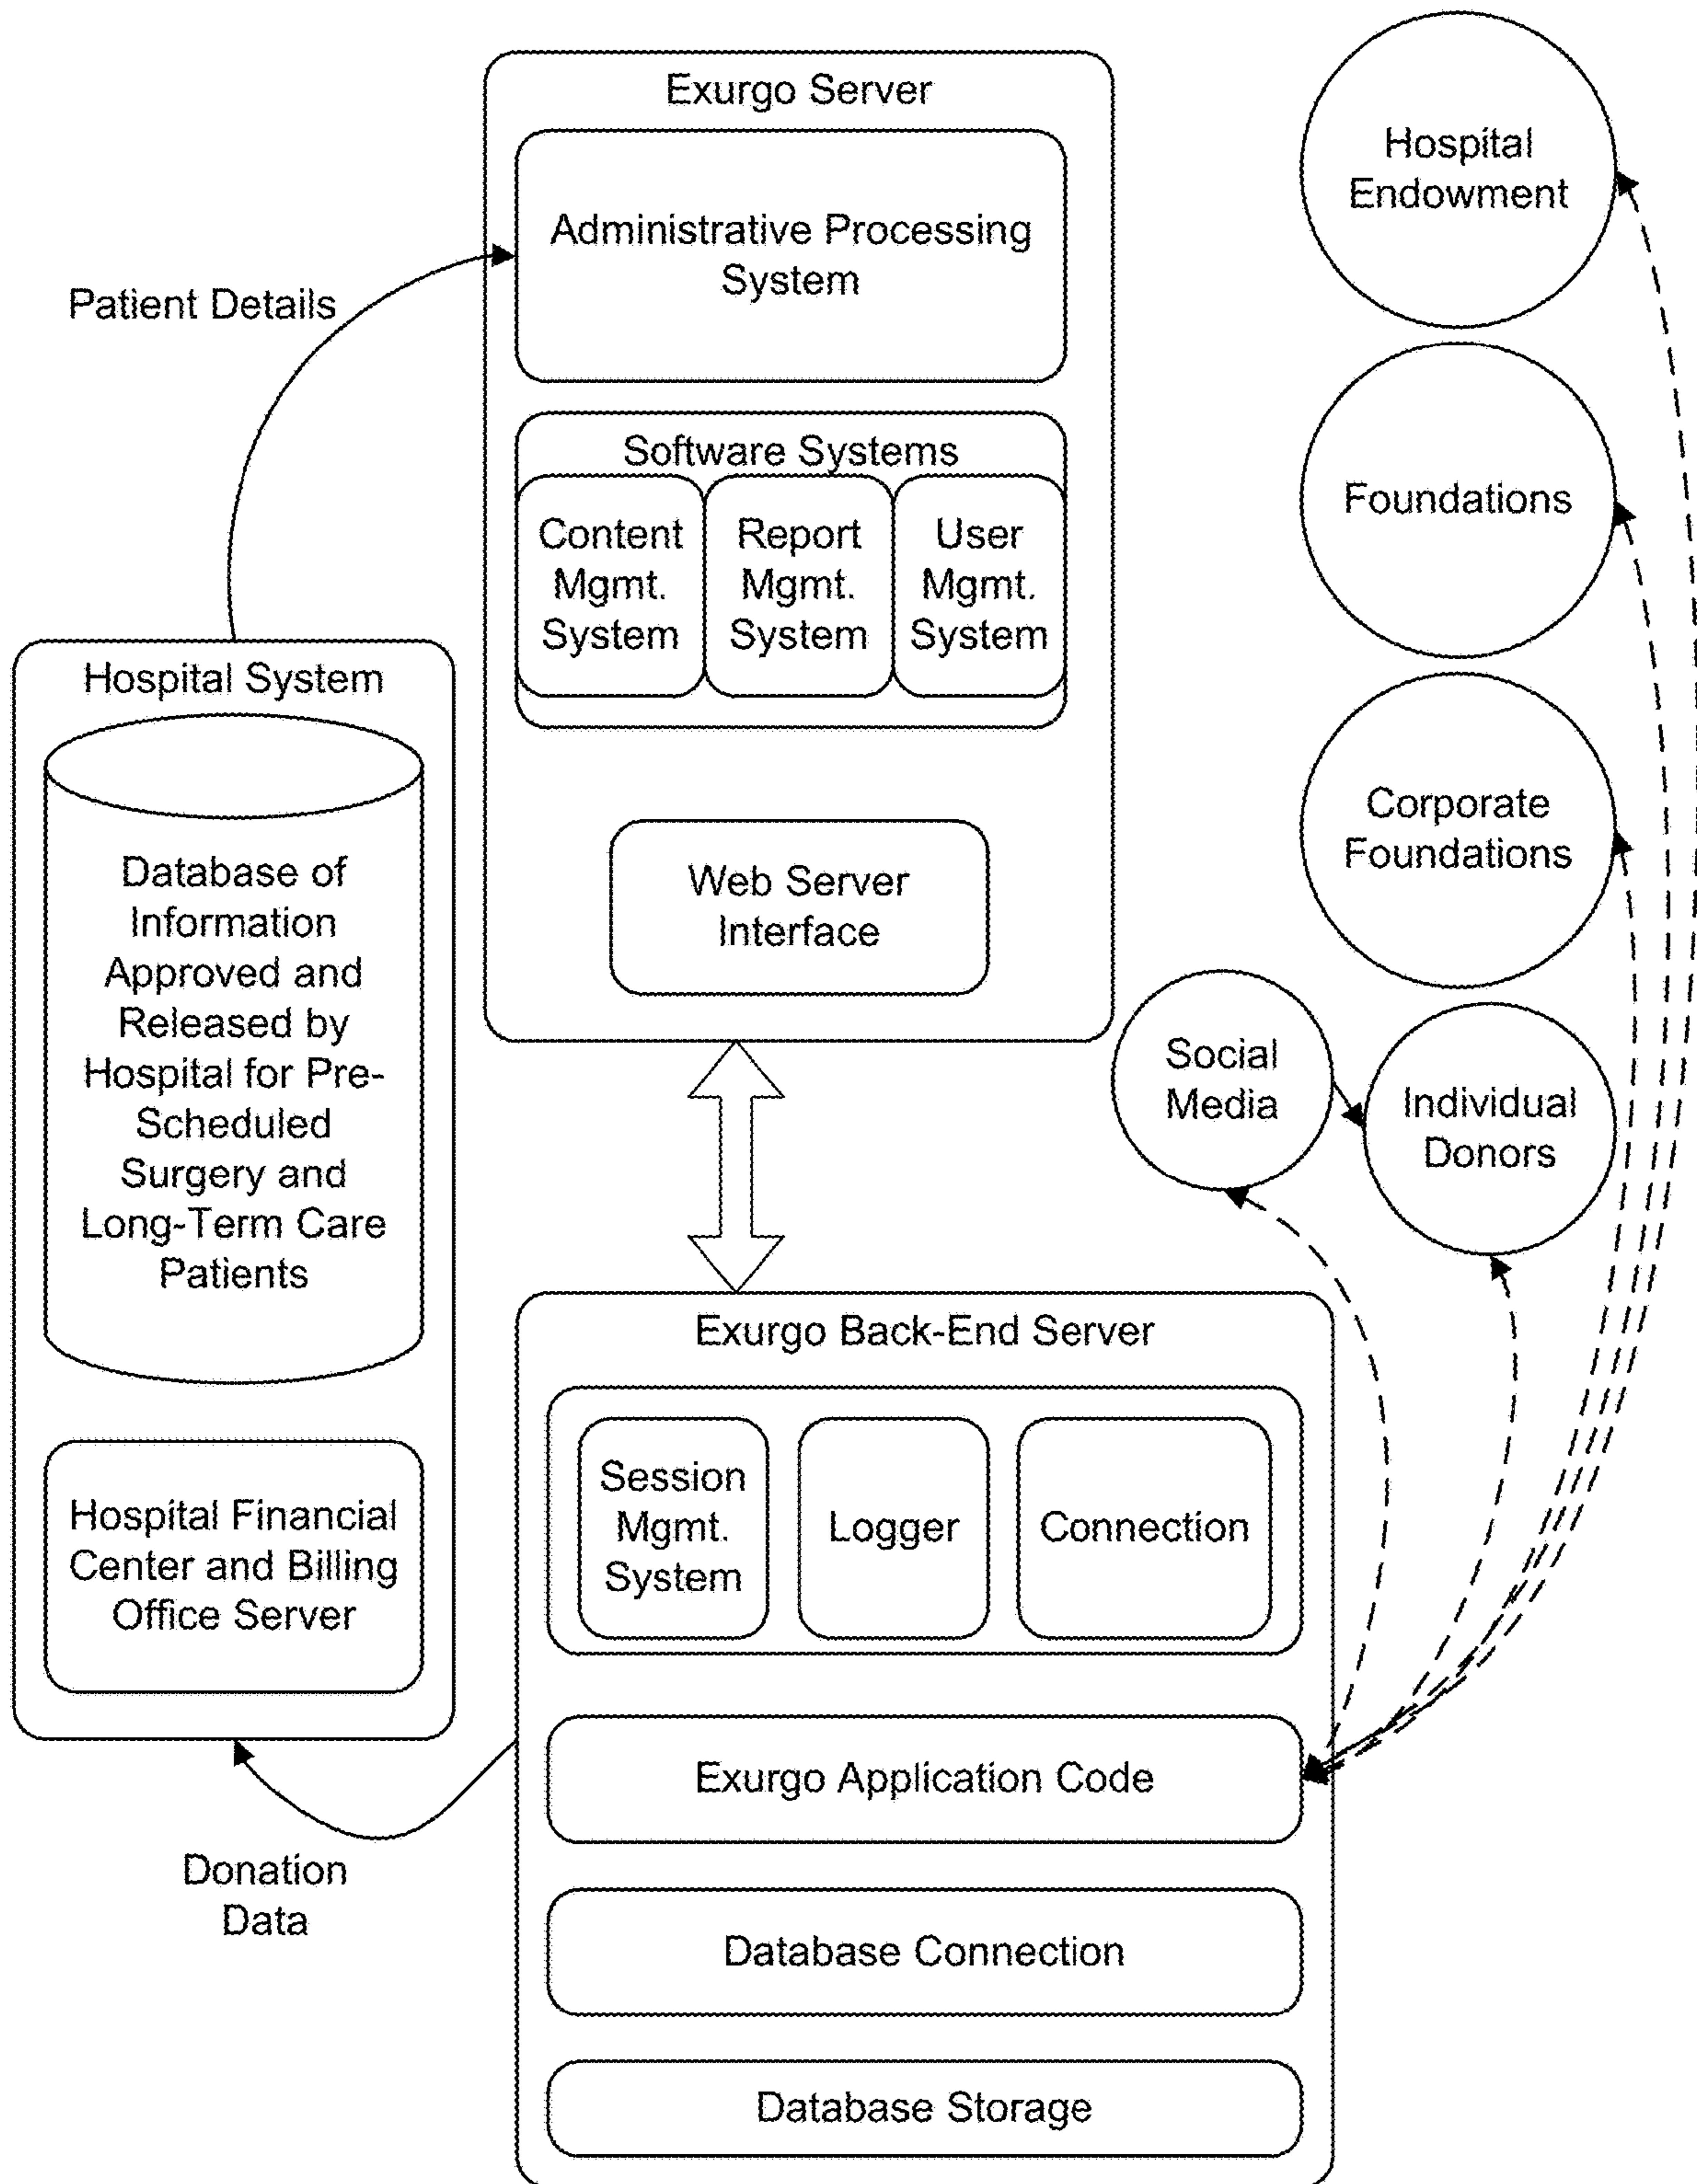 Exurgo Server
Administrative Processing
System
Patient Details
Software Systems
Content
Mgmt.
System
Report
Mgmt.
System
User
Mgmt.
System
Web Server
Interface
Hospital System
Database of
Information
Approved and
Released by
Hospital for Pre-
Scheduled
Surgery and
Long-Term Care
Patients
Hospital Financial
Center and Billing
Office Server
Donation
Data
Exurgo Back-End Server
Session
Mgmt.
System
Logger
Connection
Exurgo Application Code
Database Connection
Database Storage
Hospital
Endowment
Foundations
Corporate
Foundations
Social
Media
Individual
Donors